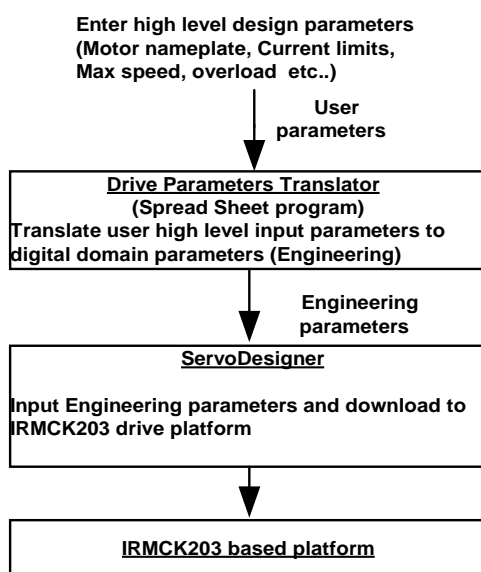 Enter high level design parameters
(Motor nameplate, Current limits,
Max speed, overload etc..)
User
parameters
Drive Parameters Translator
(Spread Sheet program)
Translate user high level input parameters to
digital domain parameters (Engineering)
Engineering
parameters
ServoDesigner
Input Engineering parameters and download to
IRMCK203 drive platform
IRMCK203 based platform